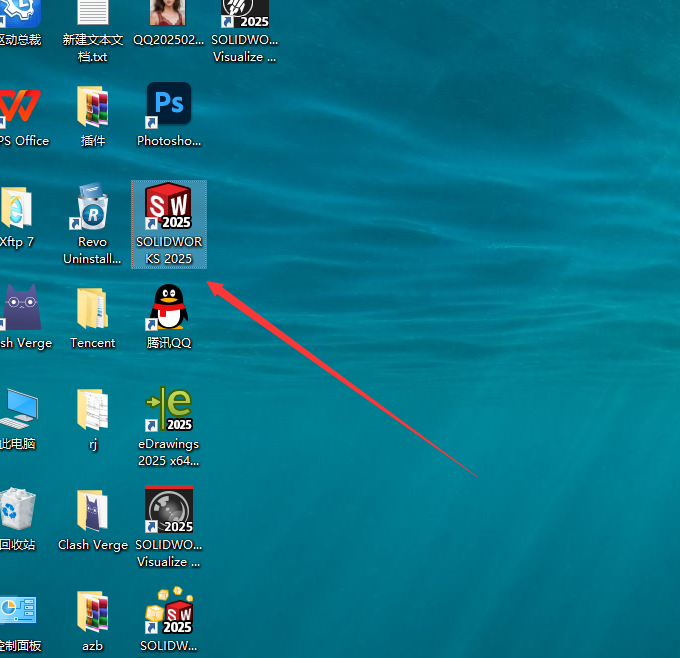 驱动总裁
新建文本文
档.txt
QQ202502...
2025
SOLIDWO...
Visualize ...
PS Office
插件
Ps
Photosho...
Xftp 7
R
Revo
Uninstall...
SW
2025
SOLIDWOR
KS 2025
sh Verge
Tencent
腾讯QQ
此电脑
rj
e
2025
eDrawings
2025 x64...
回收站
Clash Verge
2025
SOLIDWO...
Visualize ...
控制面板
azb
SW
2025
SOLIDW...